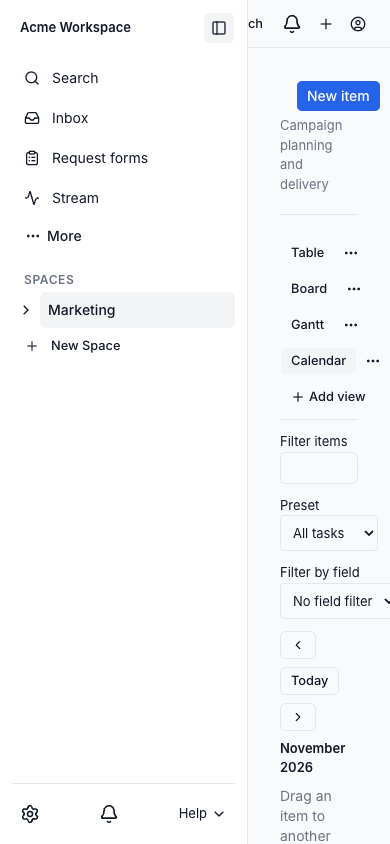 Acme Workspace
Search
Inbox
Request forms
Stream
More
SPACES
Marketing
New Space
Help
ch
New item
Campaign
planning
and
delivery
Table
Board
Gantt
Calendar
Add view
Filter items
Preset
All tasks
Filter by field
No field filter
Today
November
2026
Drag an
item to
another